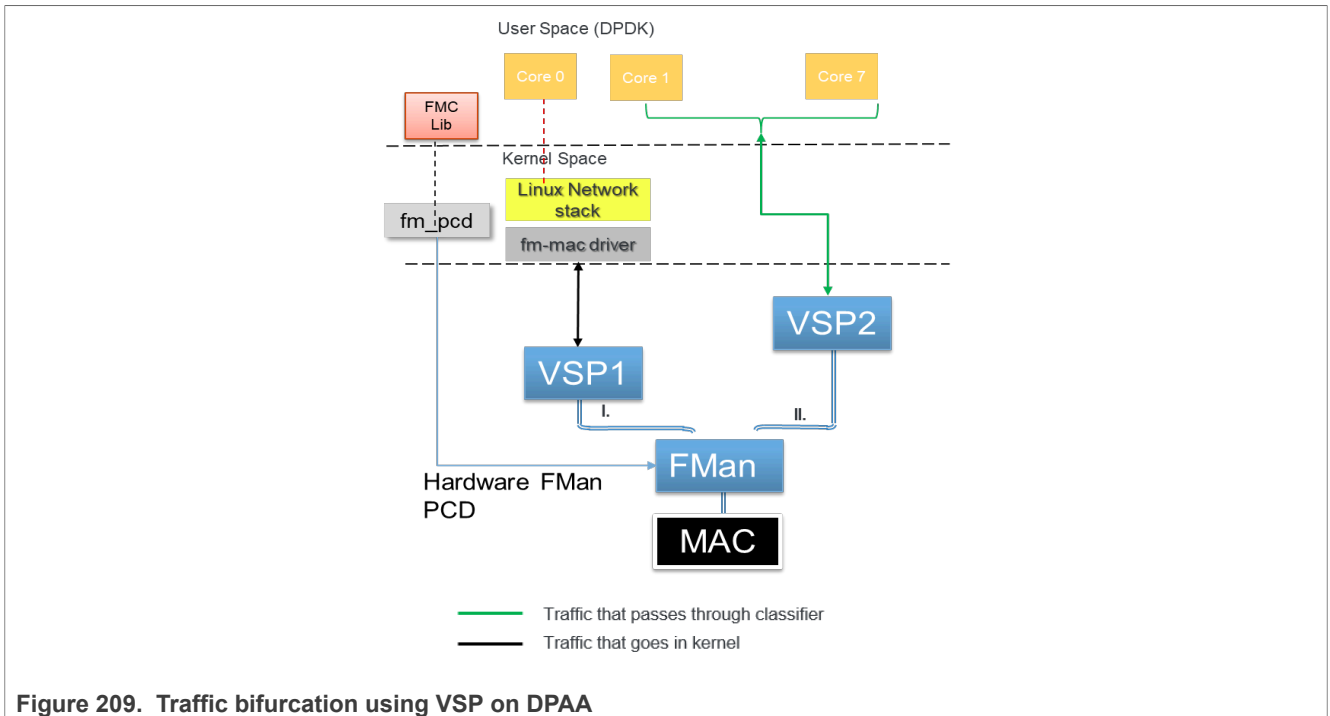 User Space (DPDK)
Core 0
Core 1
Core 7
FMC
Lib
Kernel Space
Linux Network
stack
fm_pcd
fm-mac driver
VSP2
VSP1
I.
II.
FMan
Hardware FMan
PCD
MAC
Traffic that passes through classifier
Traffic that goes in kernel
Figure 209. Traffic bifurcation using VSP on DPAA